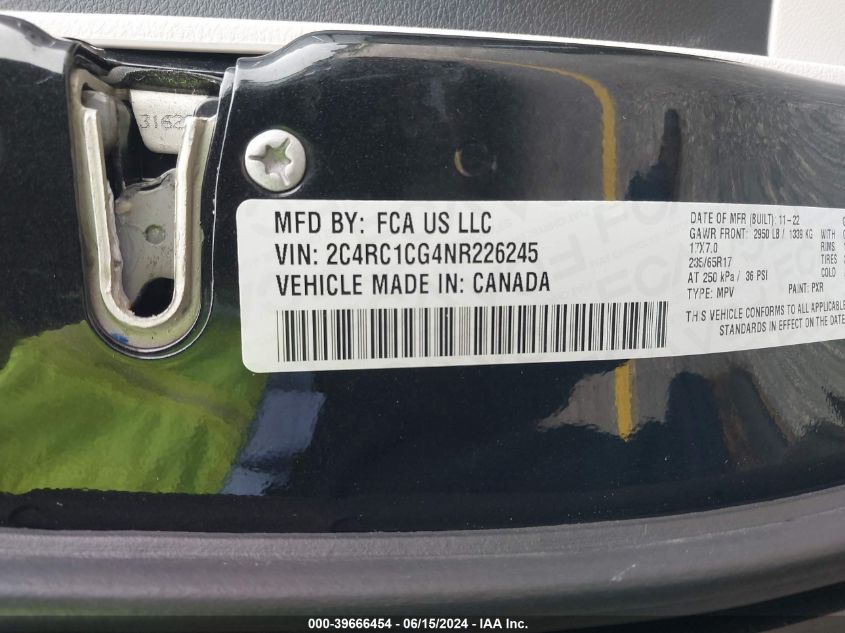 3162
MFD BY: FCA US LLC
VIN: 2C4RC1CG4NR226245
VEHICLE MADE IN: CANADA
DATE OF MFR (BUILT): 11-22
GAWR FRONT: 2950 LB / 1339 KG WITH
17X7.0 RIMS
235/65R17 TIRES
AT 250 kPa / 36 PSI COLD
TYPE: MPV PAINT: PXR
THIS VEHICLE CONFORMS TO ALL APPLICABLE
STANDARDS IN EFFECT ON THE DATE
000-39666454 - 06/15/2024 - IAA Inc.